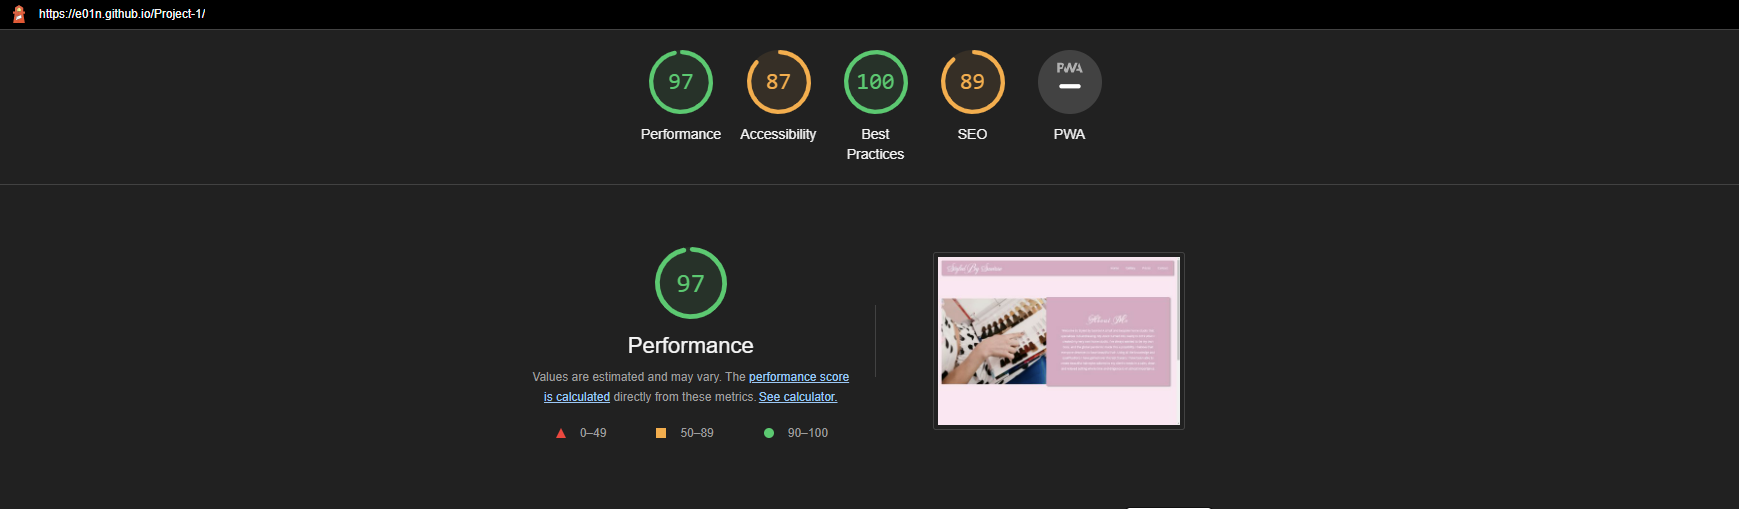 https://e01n.github.io/Project-1/
97
87
100
89
PWA
Performance
Accessibility
Best
Practices
SEO
PWA
97
Performance
Values are estimated and may vary. The performance score
is calculated directly from these metrics. See calculator.
0–49
50–89
90–100
About Me